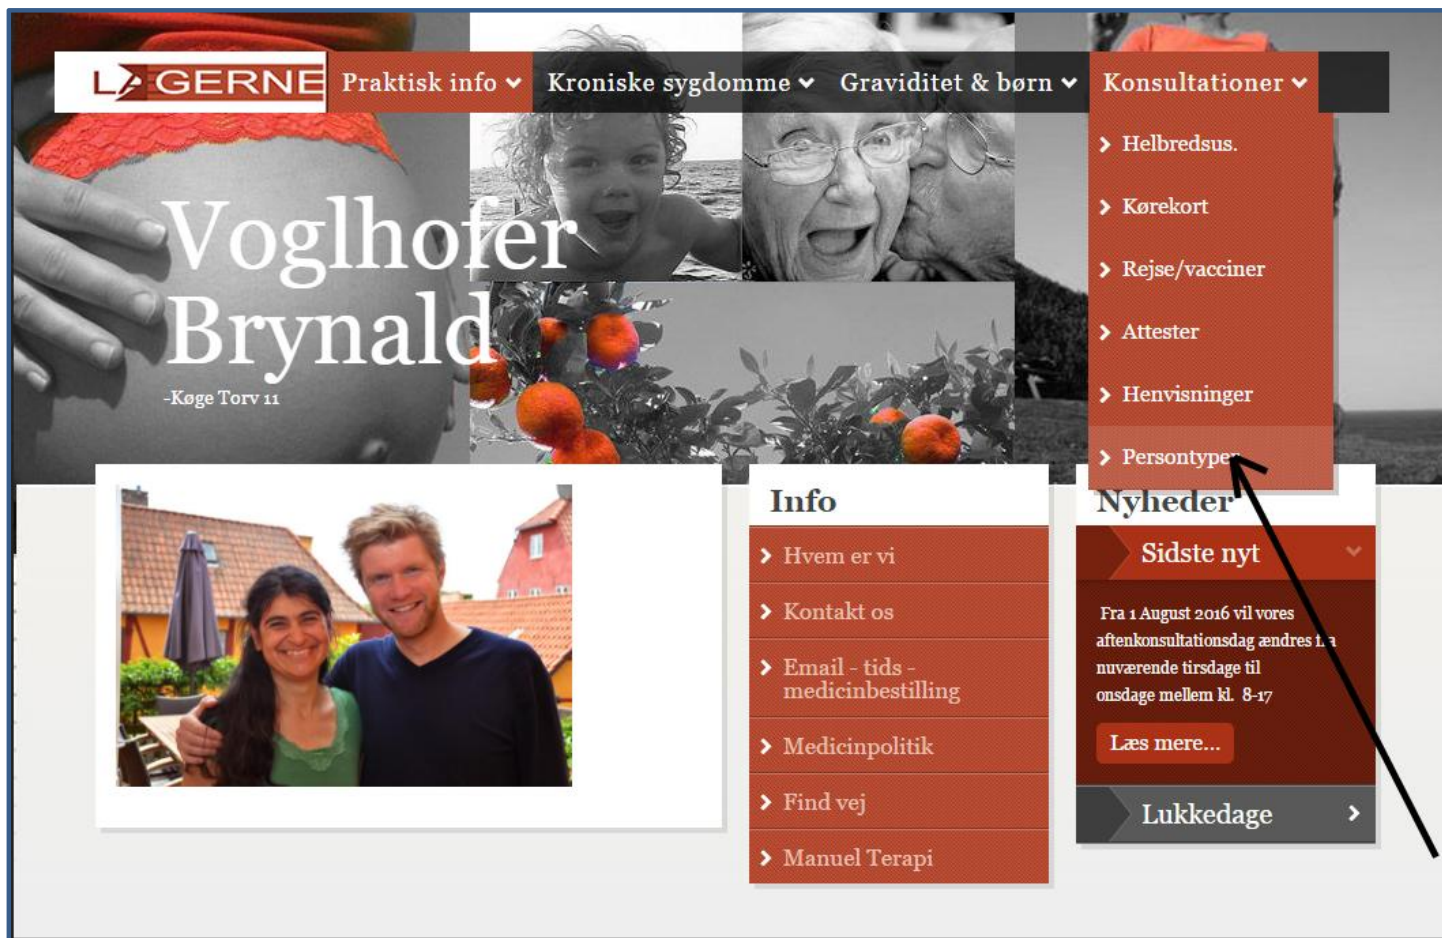 LÆGERNE
Praktisk info
Kroniske sygdomme
Graviditet & børn
Konsultationer
Helbredsus.
Kørekort
Rejse/vacciner
Attester
Henvisninger
Persontyper
Voglhofer
Brynald
-Køge Torv 11
Info
Hvem er vi
Kontakt os
Email - tids -
medicinbestilling
Medicinpolitik
Find vej
Manuel Terapi
Nyheder
Sidste nyt
Fra 1 August 2016 vil vores
aftenkonsultationsdag ændres fra
nuværende tirsdage til
onsdage mellem kl. 8-17
Læs mere...
Lukkedage